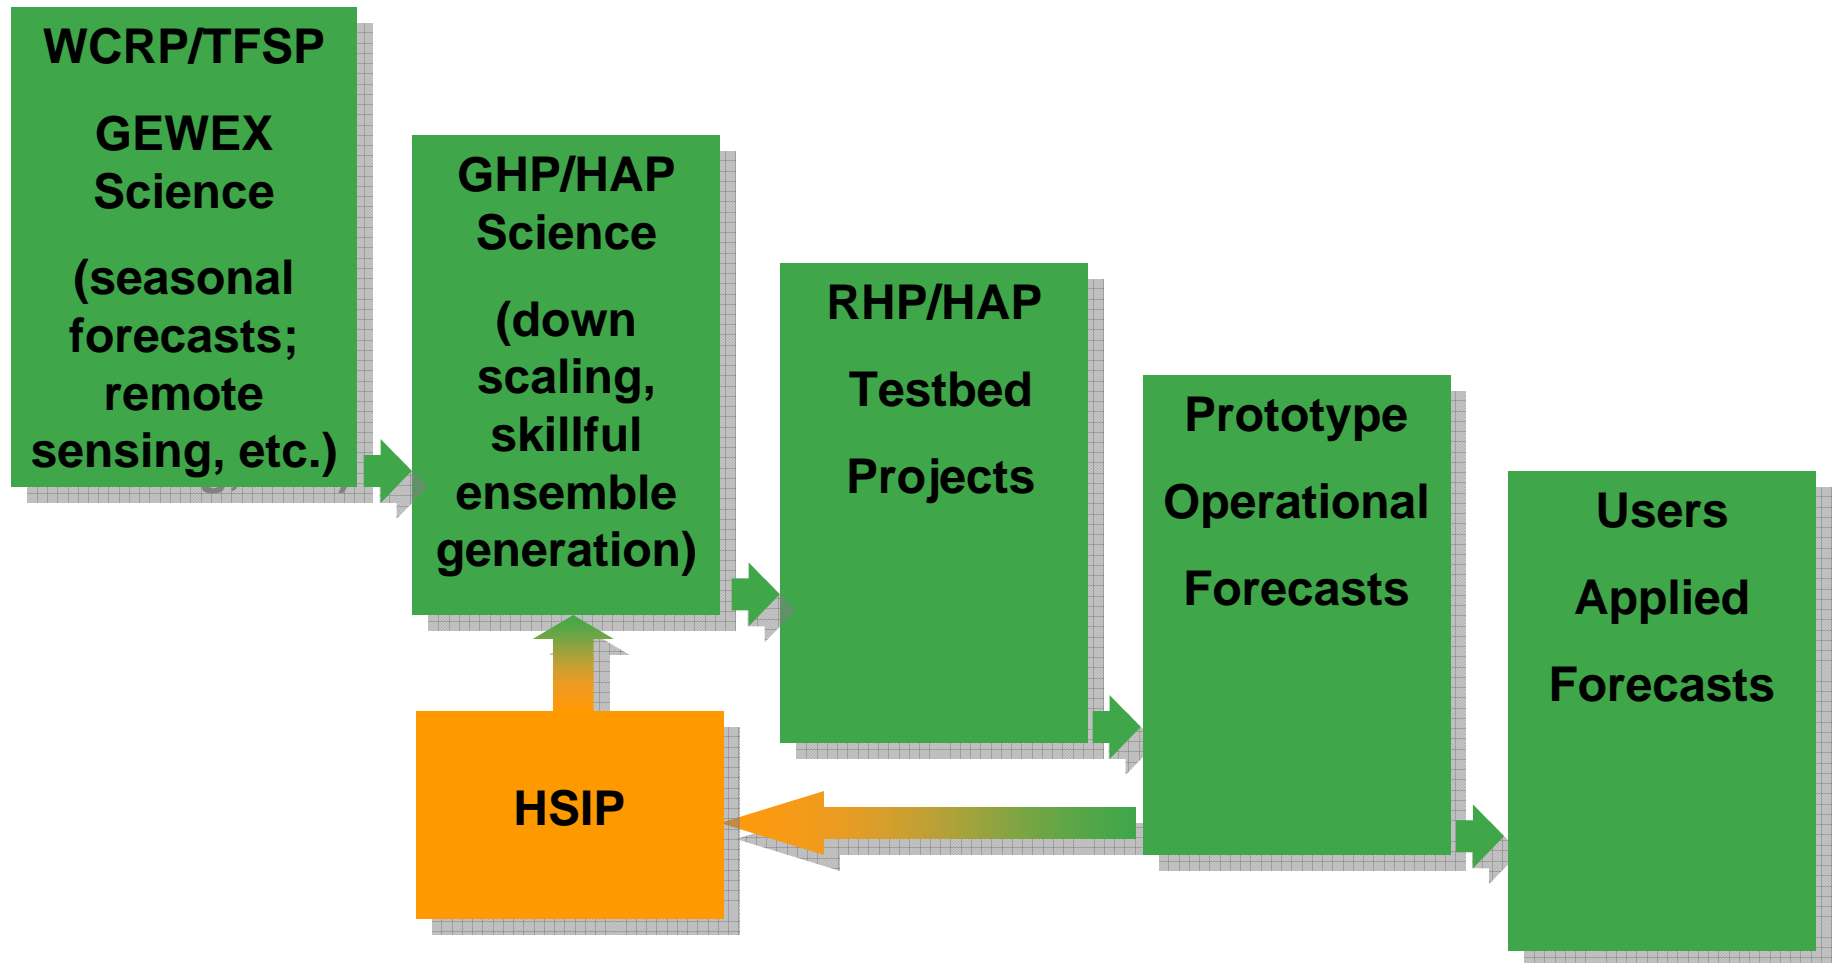 WCRP/TFSP
GEWEX
Science
(seasonal
forecasts;
remote
sensing, etc.)
GHP/HAP
Science
(down
scaling,
skillful
ensemble
generation)
RHP/HAP
Testbed
Projects
Prototype
Operational
Forecasts
Users
Applied
Forecasts
HSIP